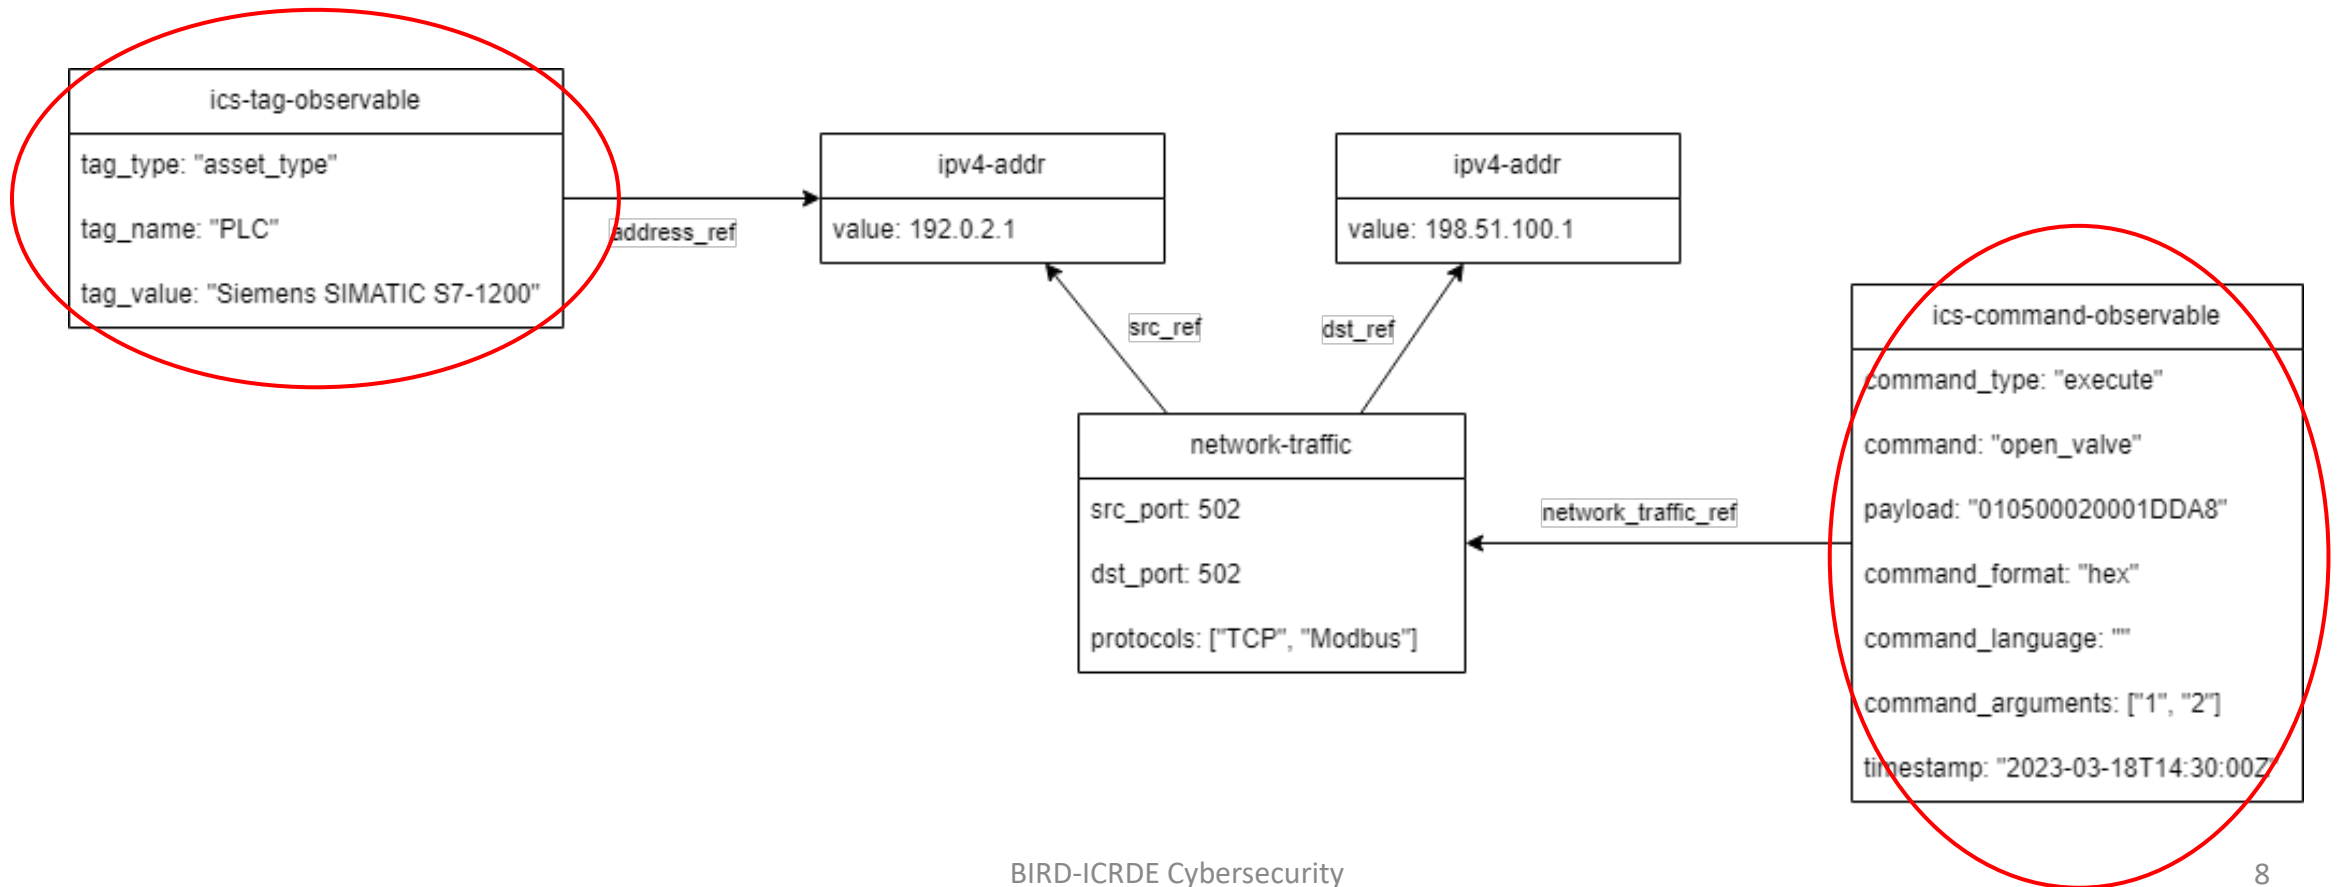 ics-tag-observable
tag_type: "asset_type"
tag_name: "PLC"
tag_value: "Siemens SIMATIC S7-1200"
address_ref
ipv4-addr
value: 192.0.2.1
ipv4-addr
value: 198.51.100.1
src_ref
dst_ref
network-traffic
src_port: 502
dst_port: 502
protocols: ["TCP", "Modbus"]
network_traffic_ref
ics-command-observable
command_type: "execute"
command: "open_valve"
payload: "010500020001DDA8"
command_format: "hex"
command_language: ""
command_arguments: ["1", "2"]
timestamp: "2023-03-18T14:30:00Z"
BIRD-ICRDE Cybersecurity
8